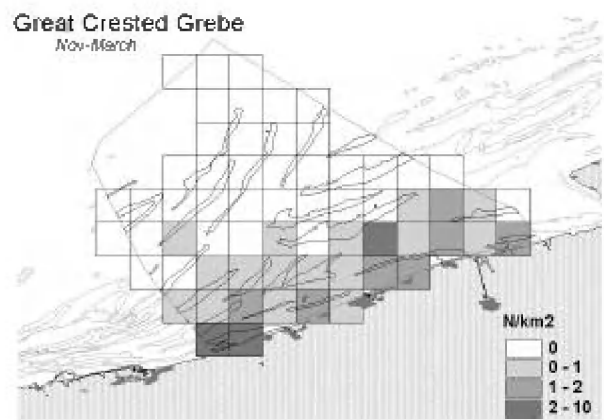 Great Crested Grebe
Nov-March
N/km2
0
0 - 1
1 - 2
2 - 10